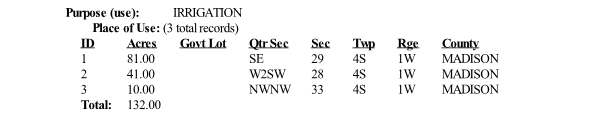 Purpose (use): IRRIGATION
Place of Use: (3 total records)
ID Acres Govt Lot Qtr Sec Sec Twp Rge County
1 81.00 SE 29 4S 1W MADISON
2 41.00 W2SW 28 4S 1W MADISON
3 10.00 NWNW 33 4S 1W MADISON
Total: 132.00